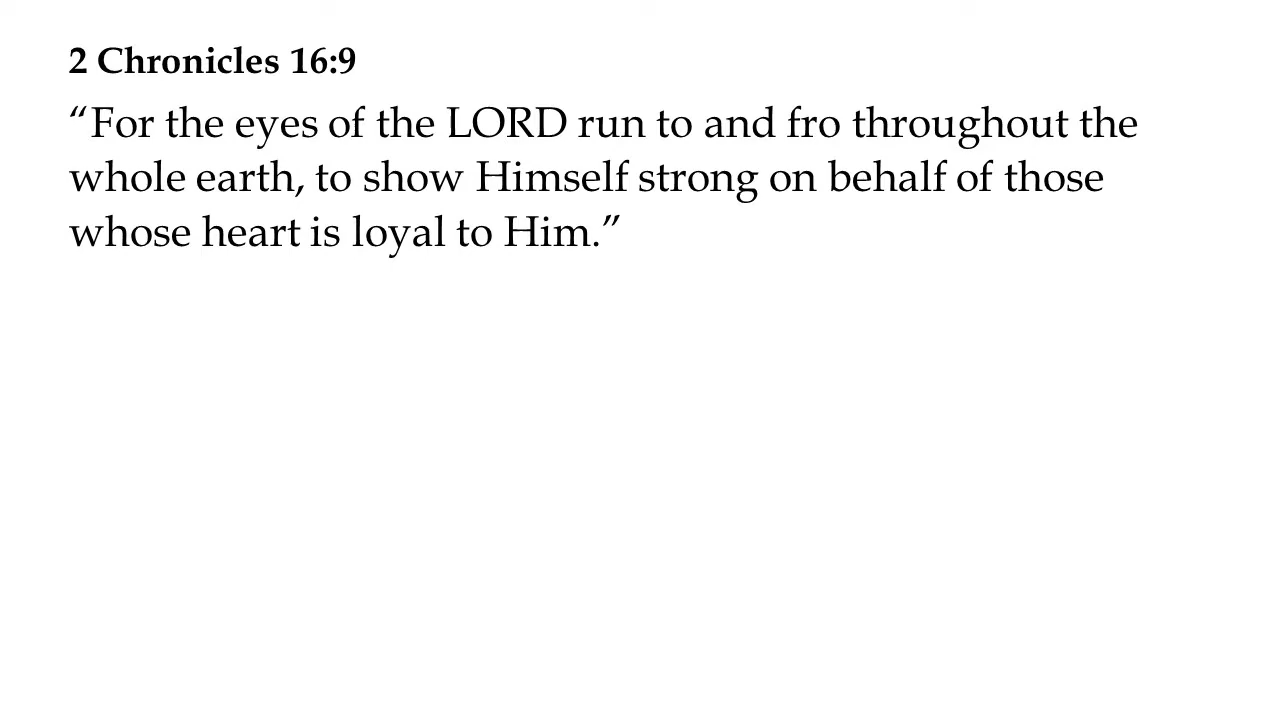 2 Chronicles 16:9
“For the eyes of the LORD run to and fro throughout the
whole earth, to show Himself strong on behalf of those
whose heart is loyal to Him.”